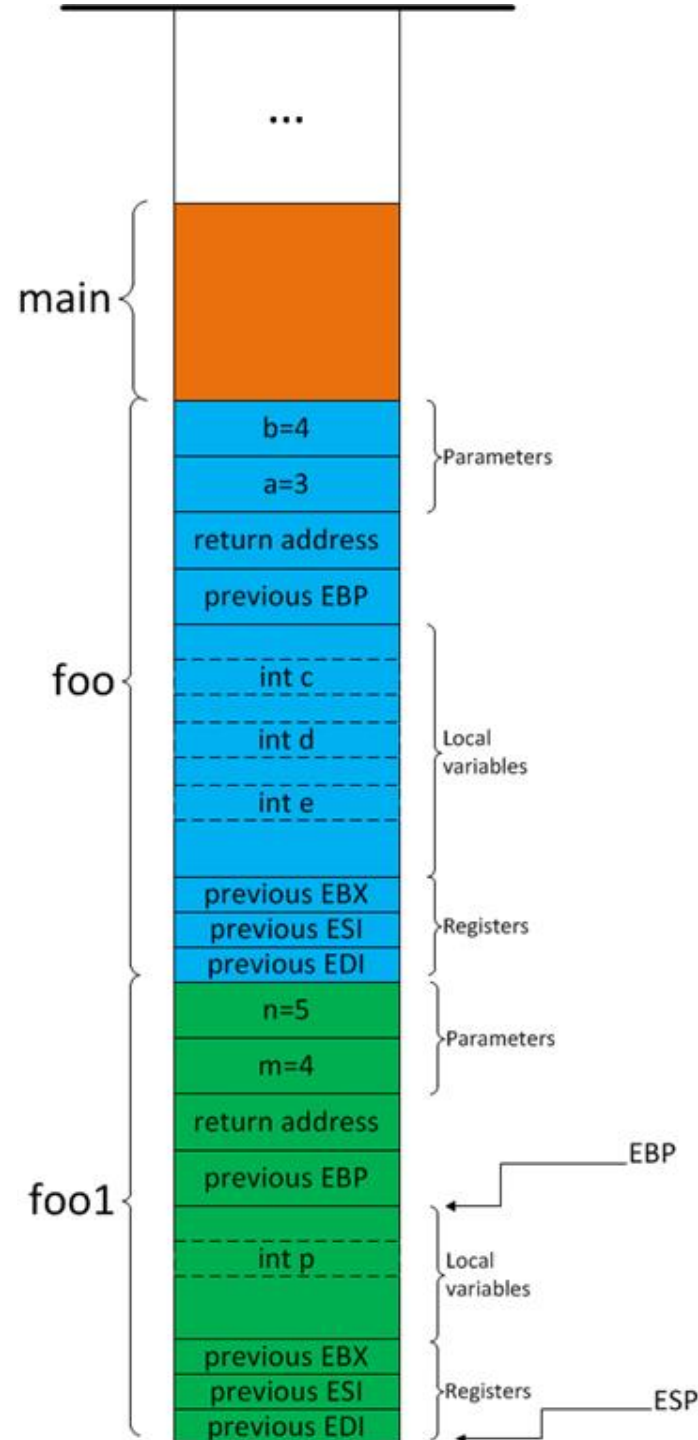 ...
main
b=4
a=3
Parameters
return address
previous EBP
foo
int c
int d
int e
Local
variables
previous EBX
previous ESI
previous EDI
Registers
n=5
m=4
Parameters
return address
previous EBP
EBP
foo1
int p
Local
variables
previous EBX
previous ESI
previous EDI
Registers
ESP